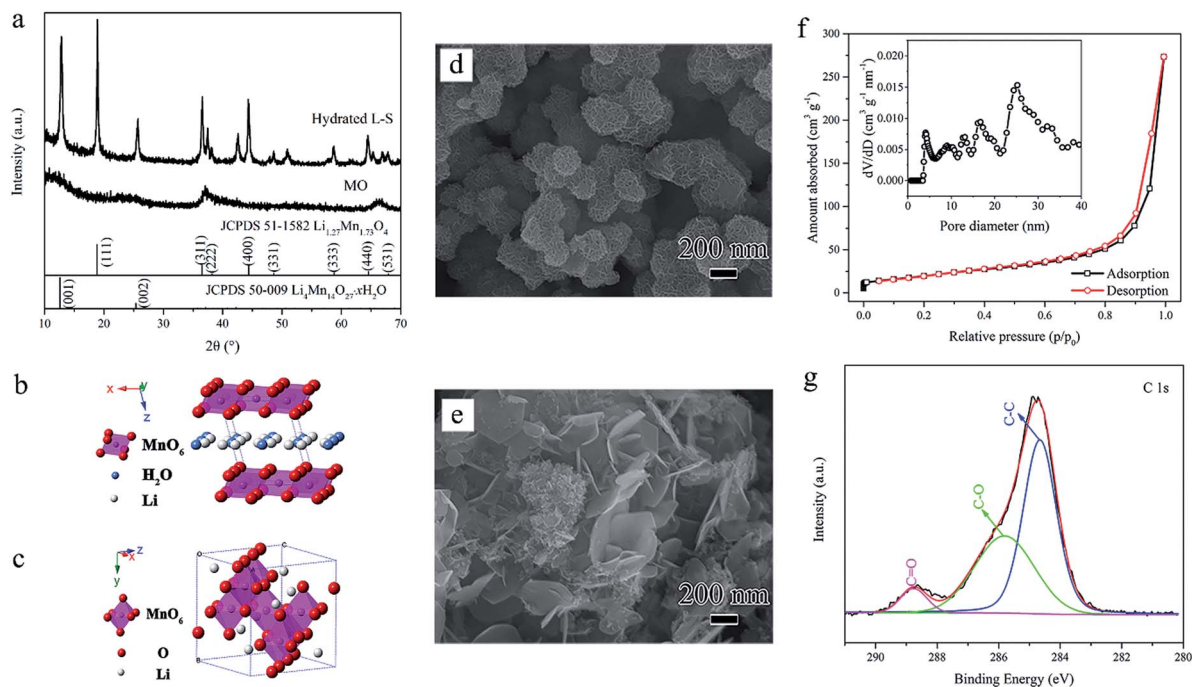 a
Intensity (a.u.)
Hydrated L-S
MO
JCPDS 51-1582 Li1.27Mn1.73O4
(111)
(311)
(222)
(400)
(331)
(333)
(440)
(531)
(001)
(002)
JCPDS 50-009 Li4Mn14O27·xH2O
10 20 30 40 50 60 70
2θ (°)
b
x
y
z
MnO6
H2O
Li
c
z
x
y
MnO6
O
Li
d
200 nm
e
200 nm
f
Amount absorbed (cm3 g-1)
300
250
200
150
100
50
0
0.0 0.2 0.4 0.6 0.8 1.0
Relative pressure (p/p0)
dV/dD (cm3 g-1 nm-1)
0.020
0.015
0.010
0.005
0.000
0 10 20 30 40
Pore diameter (nm)
Adsorption
Desorption
g
C 1s
C-C
C-O
C=O
Intensity (a.u.)
290 288 286 284 282 280
Binding Energy (eV)